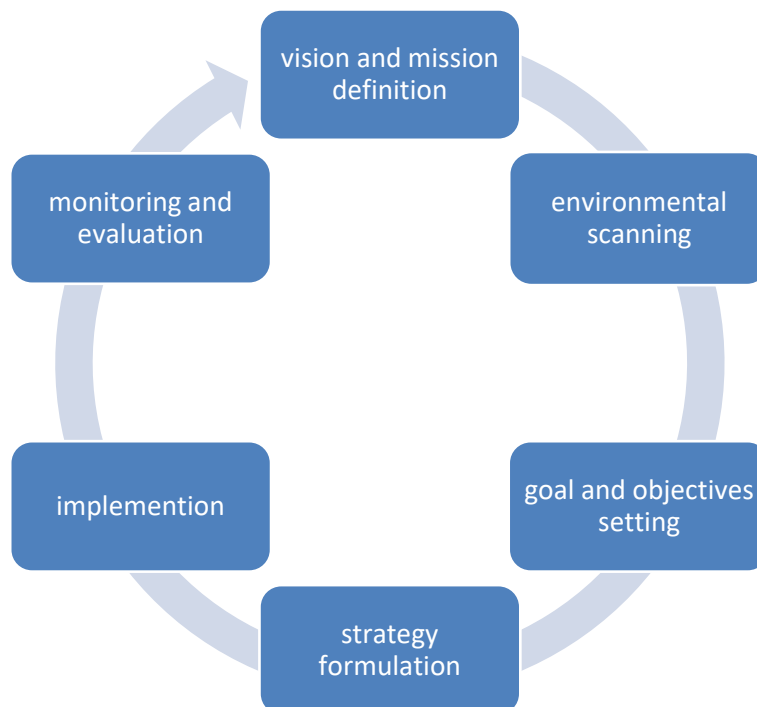 vision and mission
definition
environmental
scanning
goal and objectives
setting
strategy
formulation
implemention
monitoring and
evaluation